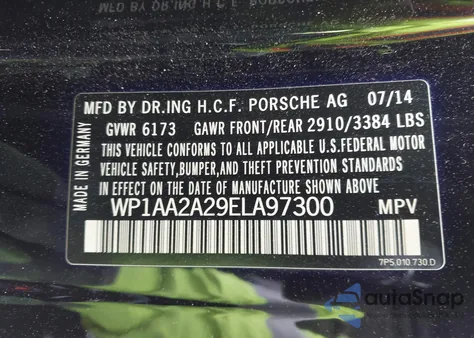 MFD BY DR.ING H.C.F. PORSCHE AG 07/14
GVWR 6173 GAWR FRONT/REAR 2910/3384 LBS
THIS VEHICLE CONFORMS TO ALL APPLICABLE U.S.FEDERAL MOTOR
VEHICLE SAFETY,BUMPER,AND THEFT PREVENTION STANDARDS
IN EFFECT ON THE DATE OF MANUFACTURE SHOWN ABOVE.
WP1AA2A29ELA97300 MPV
MADE IN GERMANY
7P5.010.730 D
autoSnap